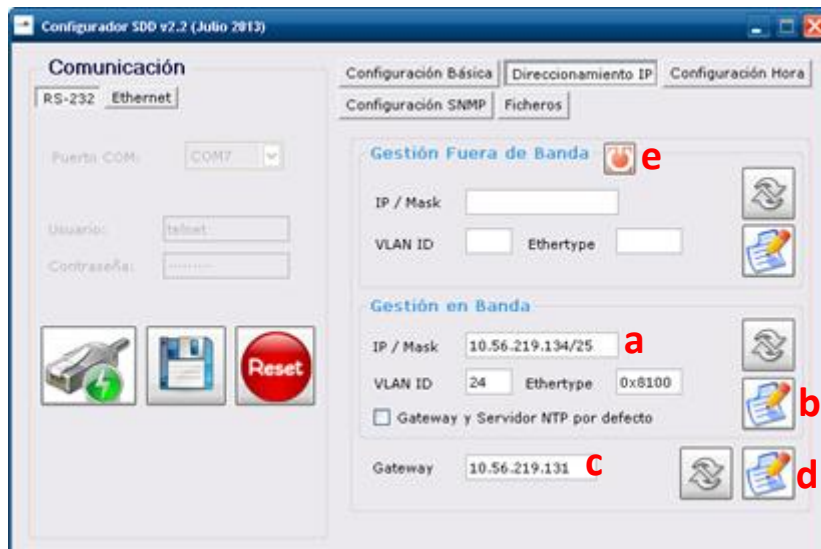 Configurador SDD v2.2 (Julio 2013)
Comunicación
RS-232 Ethernet
Puerto COM: COM7
Usuario: telnet
Contraseña: ·········
Reset
Configuración Básica Direccionamiento IP Configuración Hora
Configuración SNMP Ficheros
Gestión Fuera de Banda e
IP / Mask
VLAN ID Ethertype
Gestión en Banda
IP / Mask 10.56.219.134/25 a
VLAN ID 24 Ethertype 0x8100
b
Gateway y Servidor NTP por defecto
Gateway 10.56.219.131 c
d